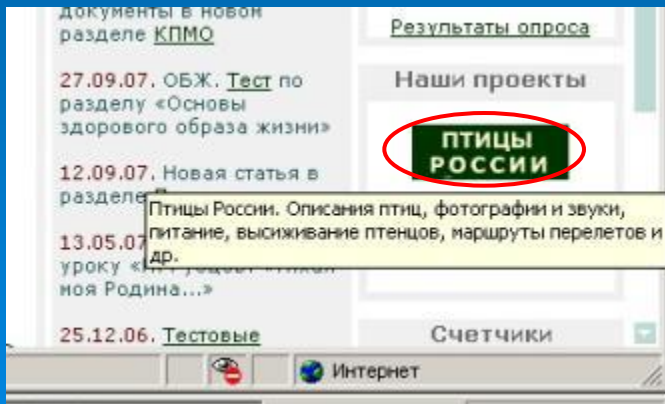 документы в новом
разделе КПМО
27.09.07. ОБЖ. Тест по
разделу «Основы
здорового образа жизни»
12.09.07. Новая статья в
разделе
13.05.07
уроку
моя Родина...»
25.12.06. Тестовые
Результаты опроса
Наши проекты
ПТИЦЫ
РОССИИ
Птицы России. Описания птиц, фотографии и звуки,
питание, высиживание птенцов, маршруты перелетов и
др.
Счетчики
Интернет